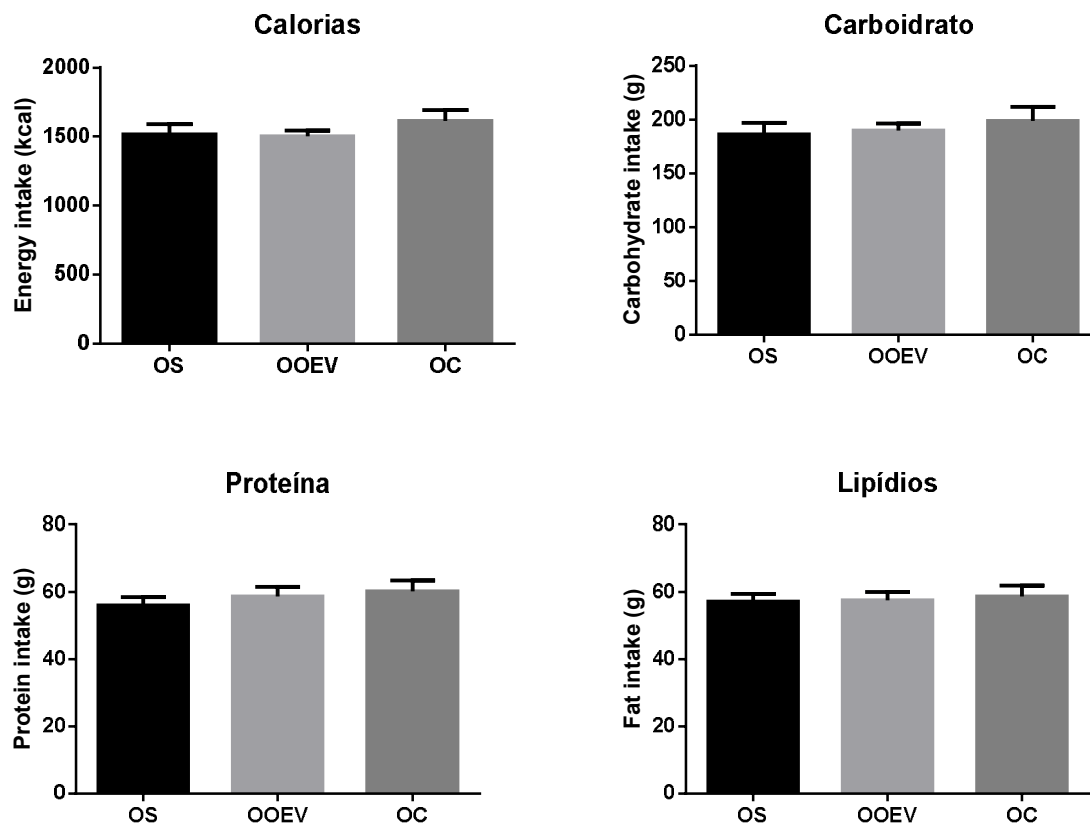 Calorias
Energy intake (kcal)
2000
1500
1000
500
0
OS OOEV OC
Carboidrato
Carbohydrate intake (g)
250
200
150
100
50
0
OS OOEV OC
Proteína
Protein intake (g)
80
60
40
20
0
OS OOEV OC
Lipídios
Fat intake (g)
80
60
40
20
0
OS OOEV OC